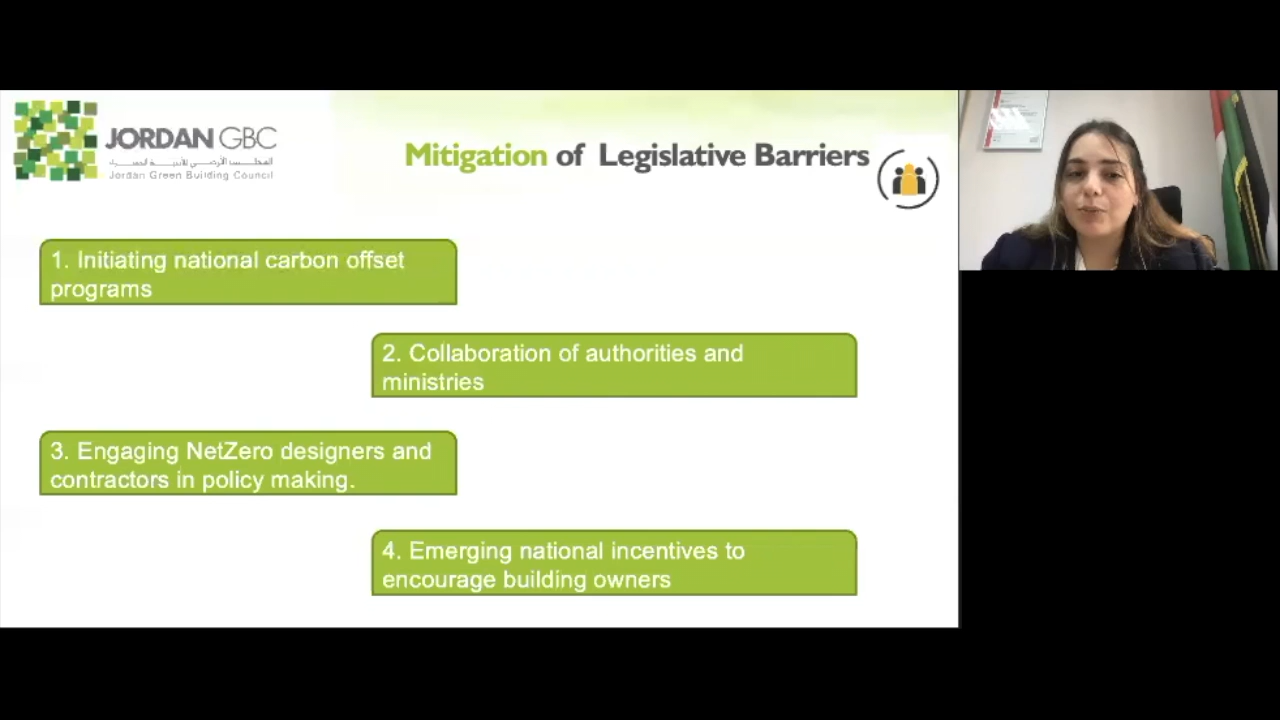 JORDAN GBC
Jordan Green Building Council
Mitigation of Legislative Barriers
1. Initiating national carbon offset
programs
2. Collaboration of authorities and
ministries
3. Engaging NetZero designers and
contractors in policy making.
4. Emerging national incentives to
encourage building owners